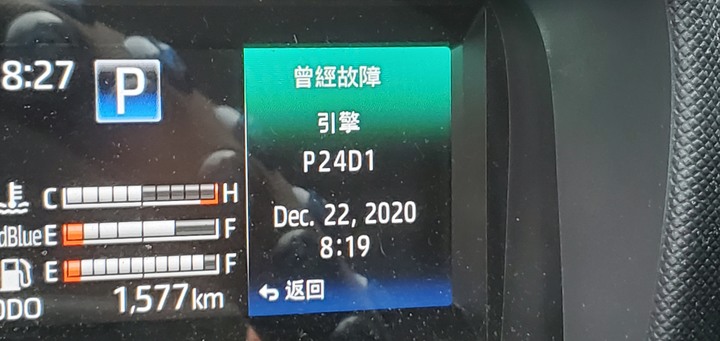 8:27
P
曾經故障
引擎
P24D1
Dec. 22, 2020
8:19
返回
C H
dBlue E F
E F
ODO 1,577 km